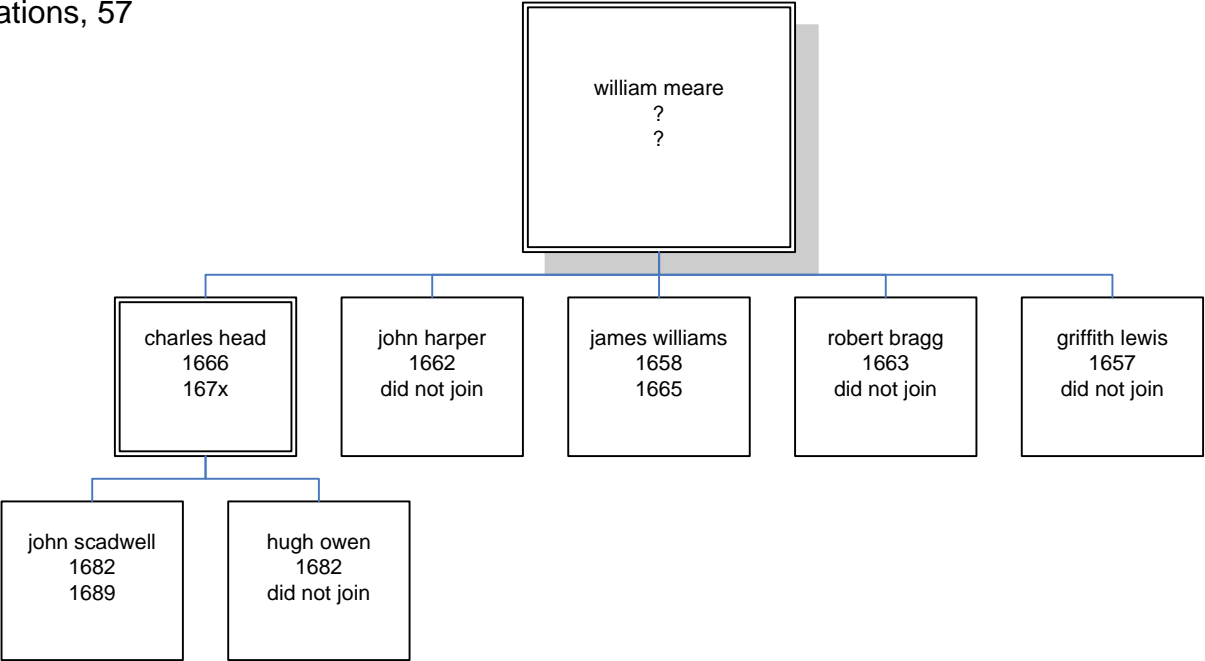 ations, 57
william meare
?
?
charles head
1666
167x
john harper
1662
did not join
james williams
1658
1665
robert bragg
1663
did not join
griffith lewis
1657
did not join
john scadwell
1682
1689
hugh owen
1682
did not join